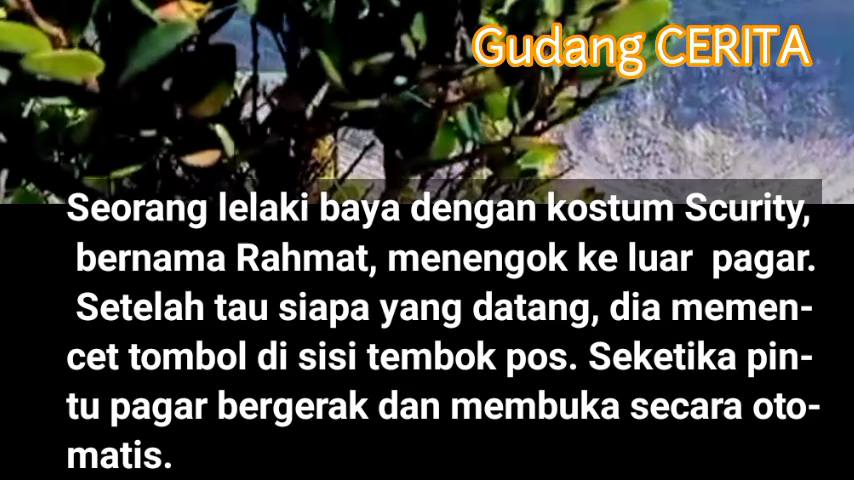 Gudang CERITA
Seorang lelaki baya dengan kostum Scurity,
bernama Rahmat, menengok ke luar  pagar.
Setelah tau siapa yang datang, dia memen-
cet tombol di sisi tembok pos. Seketika pin-
tu pagar bergerak dan membuka secara oto-
matis.